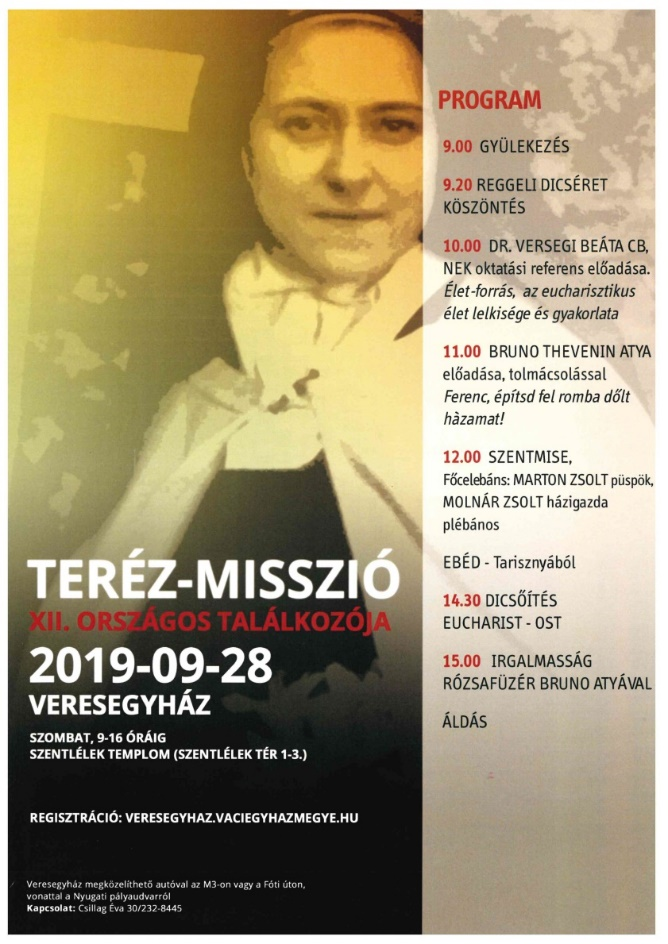 TERÉZ-MISSZIÓ
XII. ORSZÁGOS TALÁLKOZÓJA
2019-09-28
VERESEGYHÁZ
SZOMBAT, 9-16 ÓRÁIG
SZENTLÉLEK TEMPLOM (SZENTLÉLEK TÉR 1-3.)
REGISZTRÁCIÓ: VERESEGYHAZ.VACIEGYHAZMEGYE.HU
Veresegyház megközelíthető autóval az M3-on vagy a Fóti úton,
vonattal a Nyugati pályaudvarról
Kapcsolat: Csillag Éva 30/232-8445
PROGRAM
9.00 GYÜLEKEZÉS
9.20 REGGELI DICSÉRET
KÖSZÖNTÉS
10.00 DR. VERSEGI BEÁTA CB,
NEK oktatási referens előadása.
Élet-forrás, az eucharisztikus
élet lelkisége és gyakorlata
11.00 BRUNO THEVENIN ATYA
előadása, tolmácsolással
Ferenc, építsd fel romba dőlt
hàzamat!
12.00 SZENTMISE,
Főcelebáns: MARTON ZSOLT püspök,
MOLNÁR ZSOLT házigazda
plébános
EBÉD - Tarisznyából
14.30 DICSŐÍTÉS
EUCHARIST - OST
15.00 IRGALMASSÁG
RÓZSAFÜZÉR BRUNO ATYÁVAL
ÁLDÁS